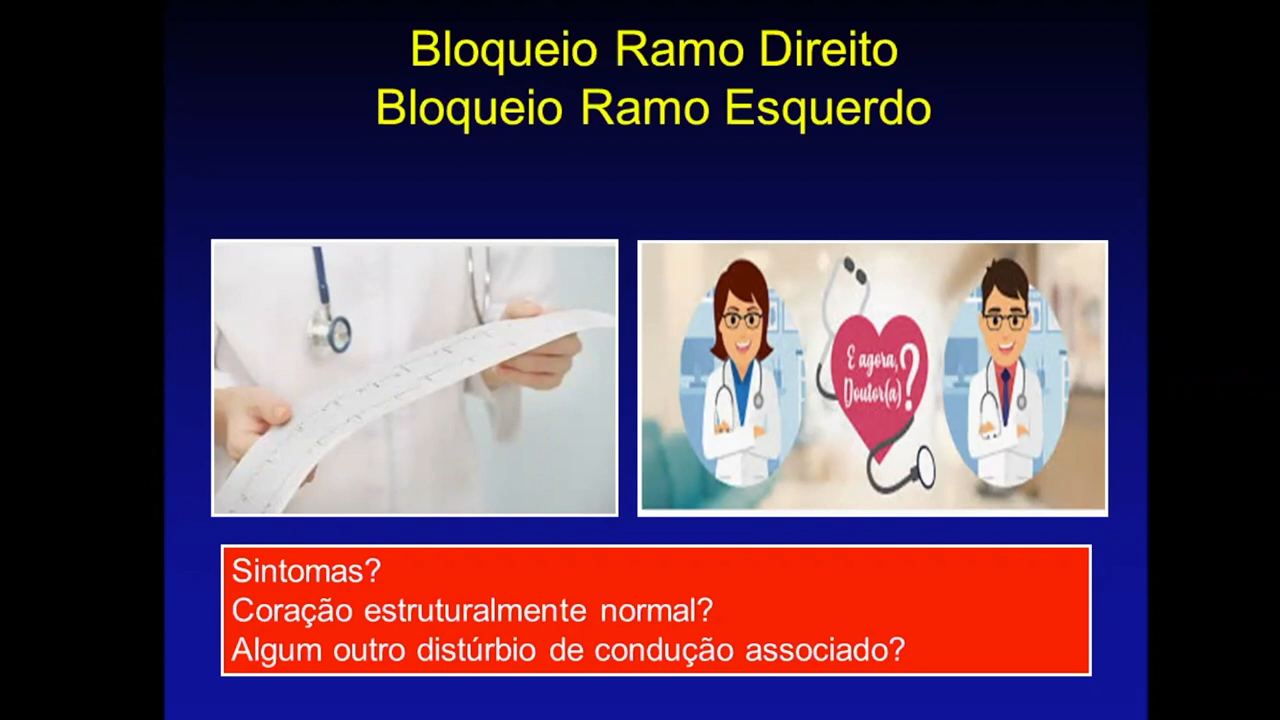 Bloqueio Ramo Direito
Bloqueio Ramo Esquerdo
E agora,
Doutor(a)?
Sintomas?
Coração estruturalmente normal?
Algum outro distúrbio de condução associado?